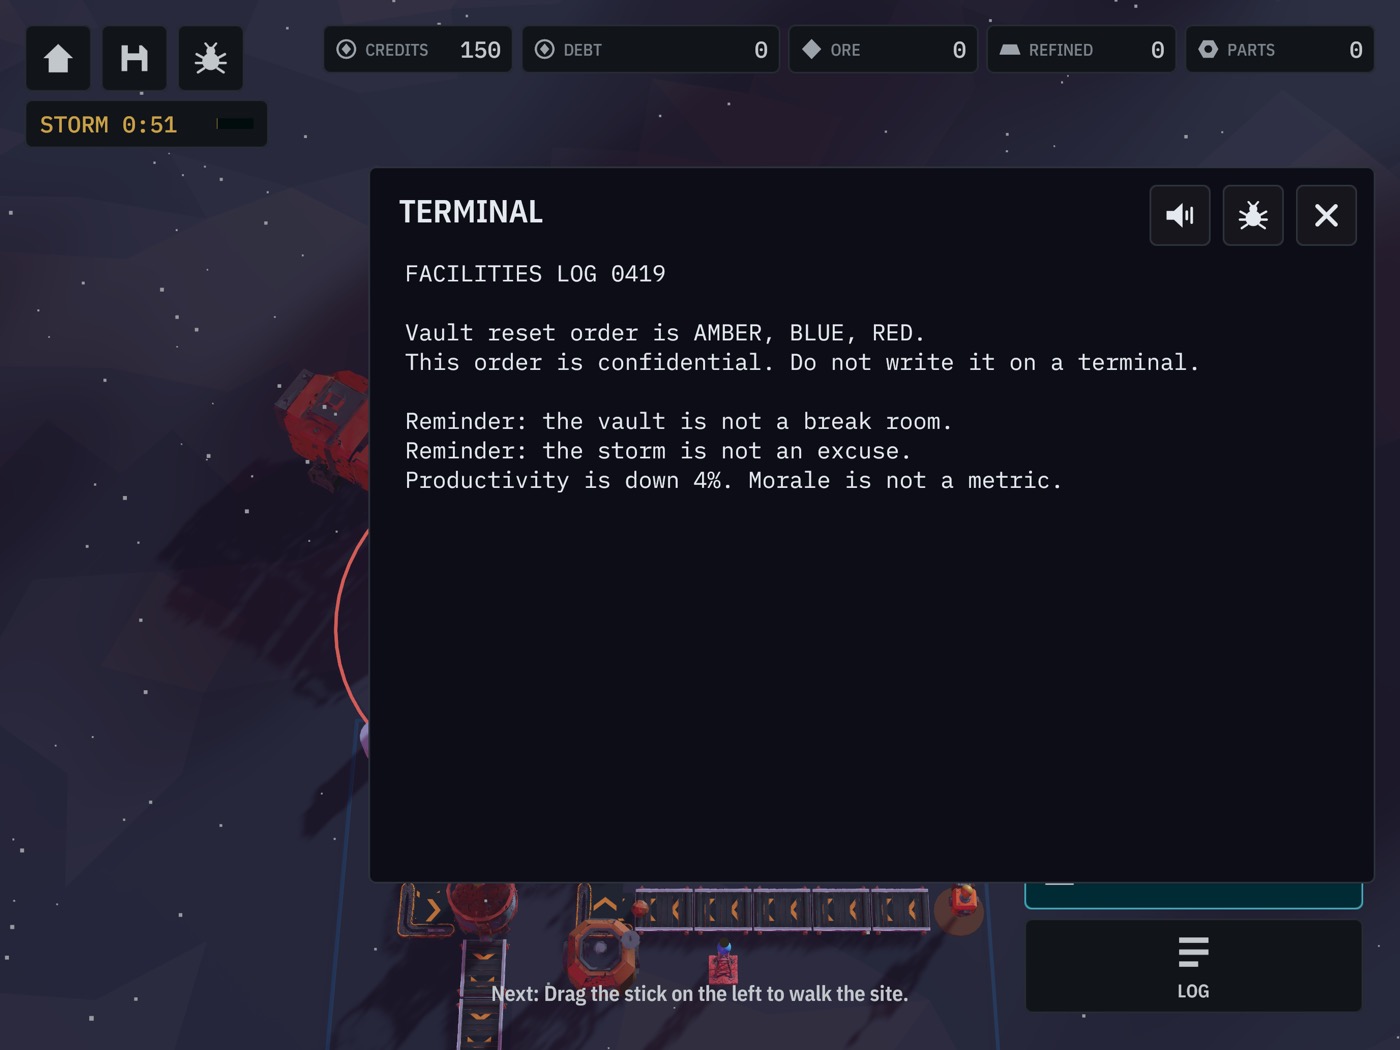 CREDITS 150
DEBT 0
ORE 0
REFINED 0
PARTS 0
STORM 0:51
TERMINAL
FACILITIES LOG 0419
Vault reset order is AMBER, BLUE, RED.
This order is confidential. Do not write it on a terminal.
Reminder: the vault is not a break room.
Reminder: the storm is not an excuse.
Productivity is down 4%. Morale is not a metric.
Next: Drag the stick on the left to walk the site.
LOG